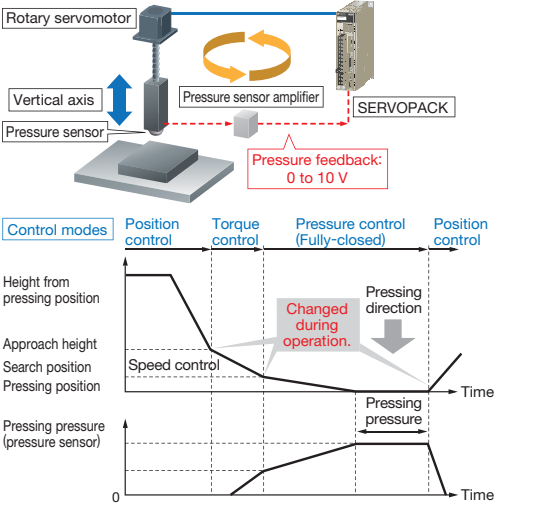 Rotary servomotor
Vertical axis
Pressure sensor amplifier
SERVOPACK
Pressure sensor
Pressure feedback:
0 to 10 V
Control modes
Position
control
Torque
control
Pressure control
(Fully-closed)
Position
control
Height from
pressing position
Changed
during
operation.
Pressing
direction
Approach height
Search position
Speed control
Pressing position
Time
Pressing
pressure
Pressing pressure
(pressure sensor)
0
Time